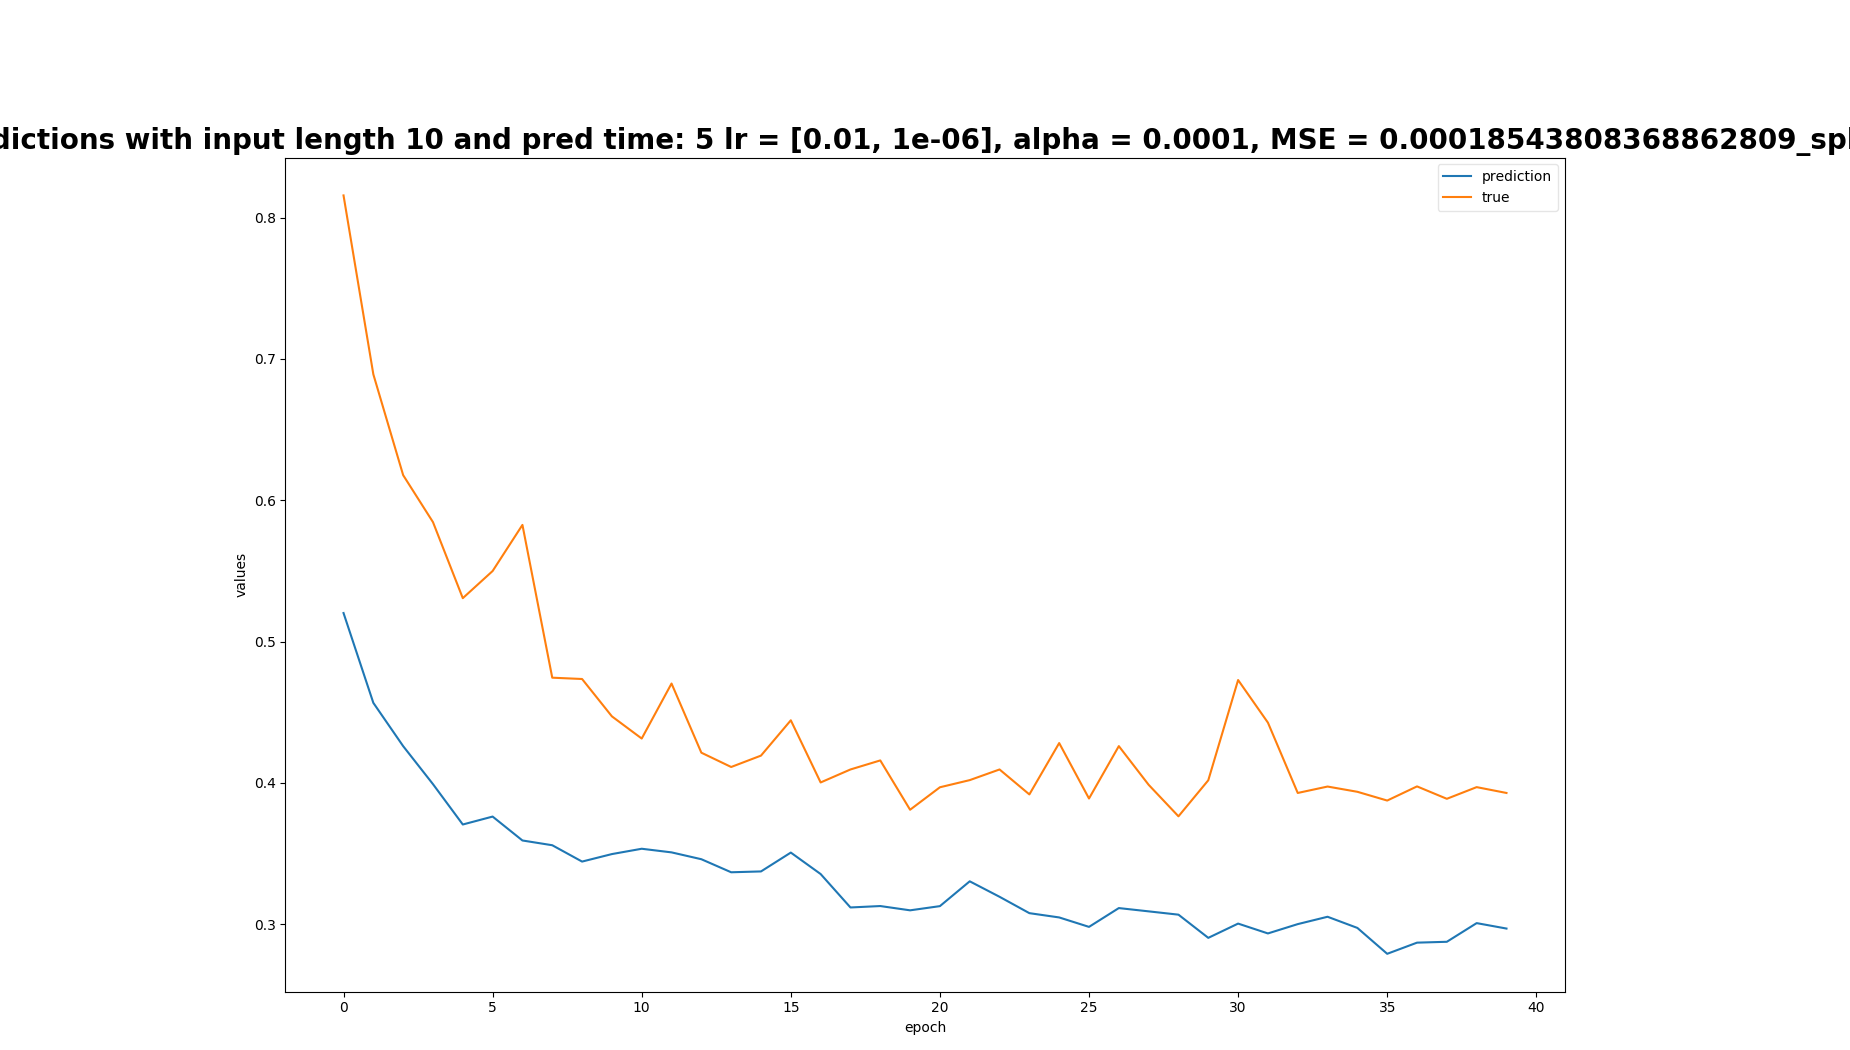 dictions with input length 10 and pred time: 5 lr = [0.01, 1e-06], alpha = 0.0001, MSE = 0.00018543808368862809_spl
prediction
true
0.8
0.7
0.6
0.5
0.4
0.3
values
0 5 10 15 20 25 30 35 40
epoch